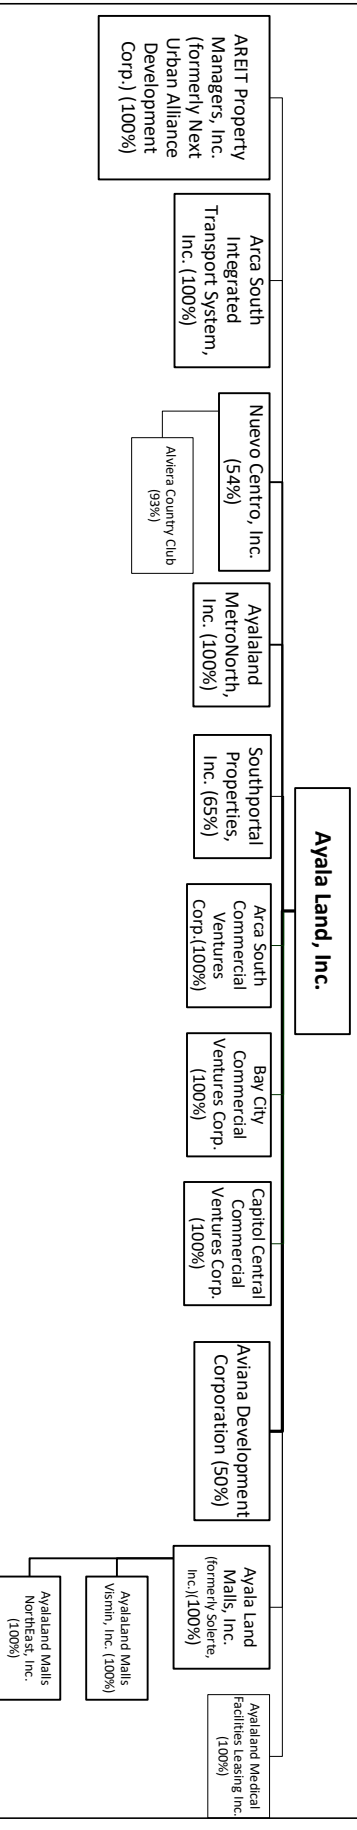 Ayala Land, Inc.
AREIT Property
Managers, Inc.
(formerly Next
Urban Alliance
Development
Corp.) (100%)
Arca South
Integrated
Transport System,
Inc. (100%)
Nuevo Centro, Inc.
(54%)
Alviera Country Club
(93%)
Ayalaland
MetroNorth,
Inc. (100%)
Southportal
Properties,
Inc. (65%)
Arca South
Commercial
Ventures
Corp.(100%)
Bay City
Commercial
Ventures Corp.
(100%)
Capitol Central
Commercial
Ventures Corp.
(100%)
Aviana Development
Corporation (50%)
Ayala Land
Malls, Inc.
(formerly Solerte,
Inc.)(100%)
AyalaLand Malls
Vismin, Inc. (100%)
AyalaLand Malls
NorthEast, Inc.
(100%)
Ayalaland Medical
Facilities Leasing Inc.
(100%)